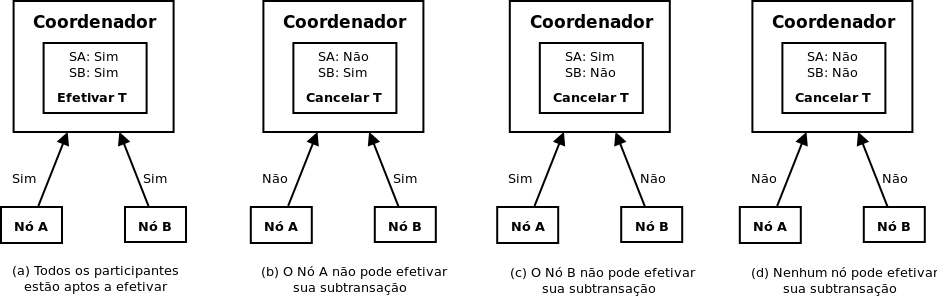 Coordenador
SA: Sim
SB: Sim
Efetivar T
Sim
Sim
Nó A
Nó B
(a) Todos os participantes
estão aptos a efetivar
Coordenador
SA: Não
SB: Sim
Cancelar T
Não
Sim
Nó A
Nó B
(b) O Nó A não pode efetivar
sua subtransação
Coordenador
SA: Sim
SB: Não
Cancelar T
Sim
Não
Nó A
Nó B
(c) O Nó B não pode efetivar
sua subtransação
Coordenador
SA: Não
SB: Não
Cancelar T
Não
Não
Nó A
Nó B
(d) Nenhum nó pode efetivar
sua subtransação